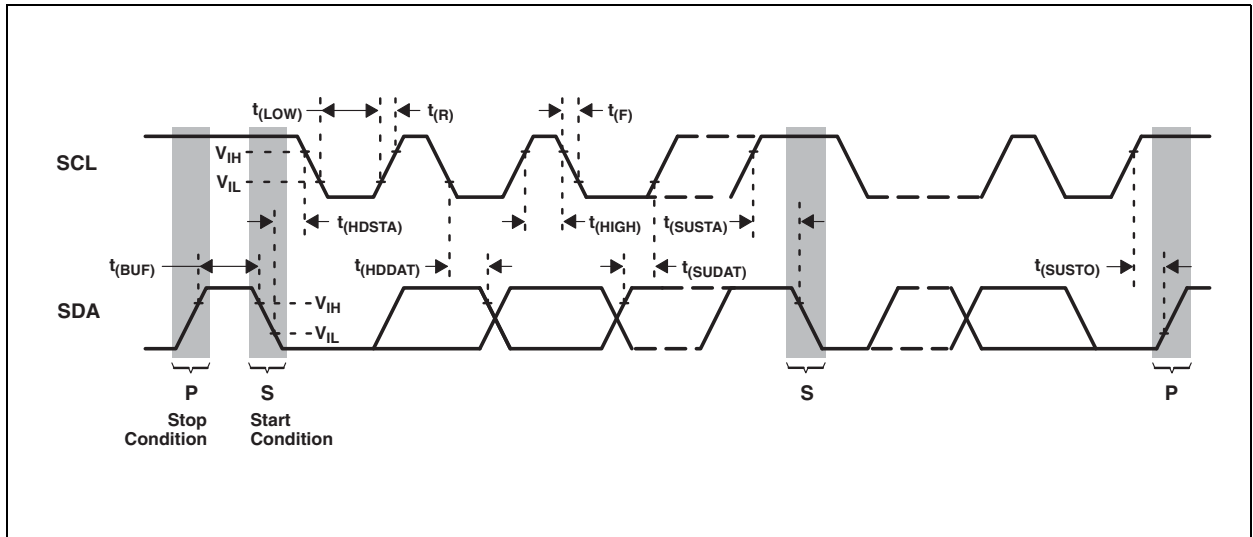 t(LOW)
t(R)
t(F)
SCL
VIH
VIL
t(HDSTA)
t(HIGH)
t(SUSTA)
t(BUF)
t(HDDAT)
t(SUDAT)
t(SUSTO)
SDA
VIH
VIL
P
S
S
P
Stop
Condition
Start
Condition